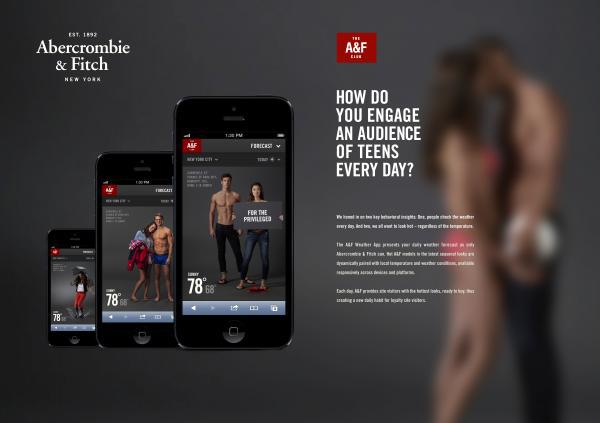 EST. 1892
Abercrombie
& Fitch
NEW YORK
THE
A&F
CLUB
HOW DO
YOU ENGAGE
AN AUDIENCE
OF TEENS
EVERY DAY?
We honed in on two key behavioral insights: One, people check the weather
every day. And two, we all want to look hot – regardless of the temperature.
The A&F Weather App presents your daily weather forecast as only
Abercrombie & Fitch can. Hot A&F models in the latest seasonal looks are
dynamically paired with local temperature and weather conditions, available
responsively across devices and platforms.
Each day, A&F provides site visitors with the hottest looks, ready to buy, thus
creating a new daily habit for loyalty site visitors.
1:30 PM
A&F
FORECAST
NEW YORK CITY
TODAY
FOR THE
PRIVILEGED
SUNNY
78° 68°
1:30 PM
A&F
FORECAST
NEW YORK CITY
SUNNY
78°
A&F
78°